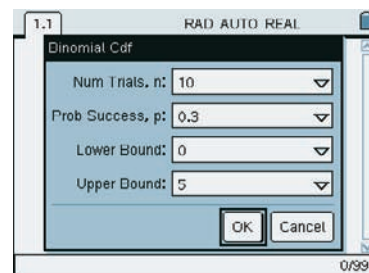 1.1 RAD AUTO REAL
Binomial Cdf
Num Trials, n: 10
Prob Success, p: 0.3
Lower Bound: 0
Upper Bound: 5
OK Cancel
0/99